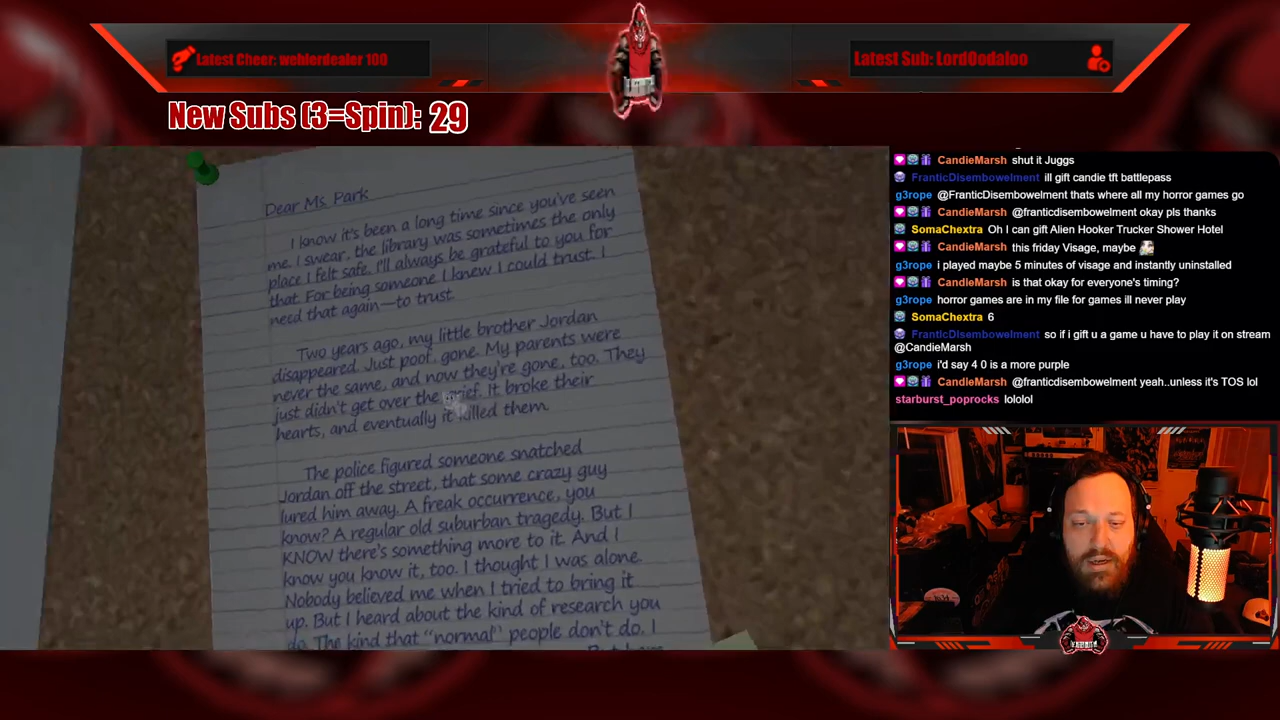 Latest Cheer: wehlerdealer 100
Latest Sub: LordOodaloo
New Subs (3=Spin): 29
Dear Ms. Park
I know it's been a long time since you've seen
me. I swear, the library was sometimes the only
place I felt safe. I'll always be grateful to you for
that. For being someone I knew I could trust. I
need that again—to trust.
Two years ago, my little brother Jordan
disappeared. Just poof, gone. My parents were
never the same, and now they're gone, too. They
just didn't get over the grief. It broke their
hearts, and eventually it killed them.
The police figured someone snatched
Jordan off the street, that some crazy guy
lured him away. A freak occurrence, you
know? A regular old suburban tragedy. But I
KNOW there's something more to it. And I
know you know it, too. I thought I was alone.
Nobody believed me when I tried to bring it
up. But I heard about the kind of research you
do. The kind that "normal" people don't do. I
CandieMarsh shut it Juggs
FranticDisembowelment ill gift candie tft battlepass
g3rope @FranticDisembowelment thats where all my horror games go
CandieMarsh @franticdisembowelment okay pls thanks
SomaChextra Oh I can gift Alien Hooker Trucker Shower Hotel
CandieMarsh this friday Visage, maybe
g3rope i played maybe 5 minutes of visage and instantly uninstalled
CandieMarsh is that okay for everyone's timing?
g3rope horror games are in my file for games ill never play
SomaChextra 6
FranticDisembowelment so if i gift u a game u have to play it on stream
@CandieMarsh
g3rope i'd say 4 0 is a more purple
CandieMarsh @franticdisembowelment yeah..unless it's TOS lol
starburst_poprocks lololol